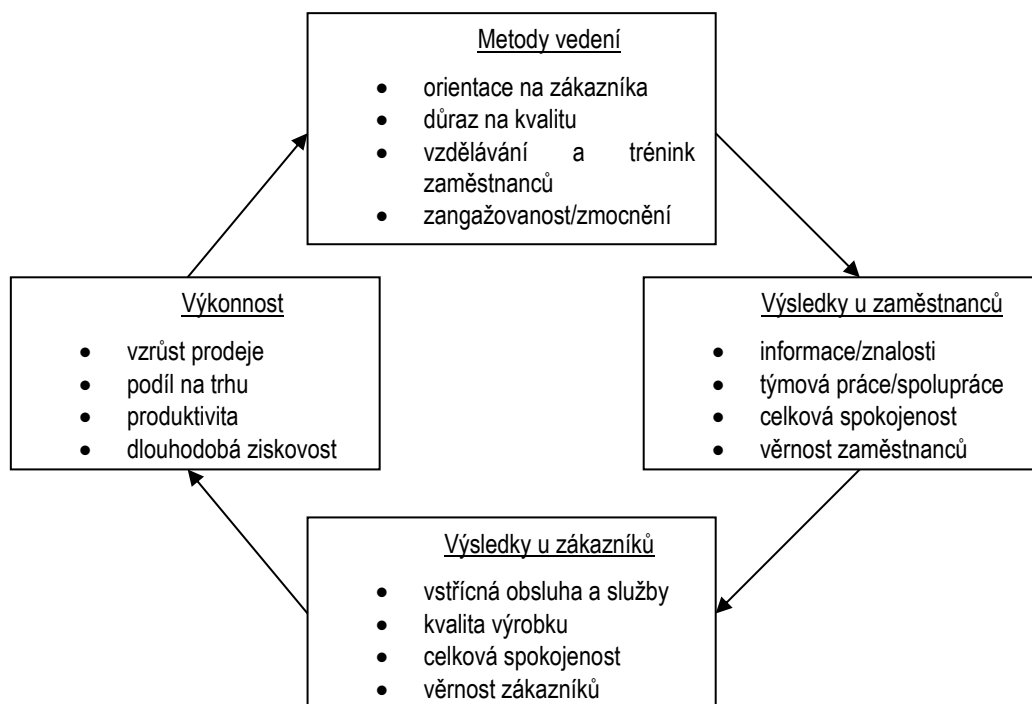 Metody vedení
• orientace na zákazníka
• důraz na kvalitu
• vzdělávání a trénink
zaměstnanců
• zangažovanost/zmocnění
Výkonnost
• vzrůst prodeje
• podíl na trhu
• produktivita
• dlouhodobá ziskovost
Výsledky u zaměstnanců
• informace/znalosti
• týmová práce/spolupráce
• celková spokojenost
• věrnost zaměstnanců
Výsledky u zákazníků
• vstřícná obsluha a služby
• kvalita výrobku
• celková spokojenost
• věrnost zákazníků